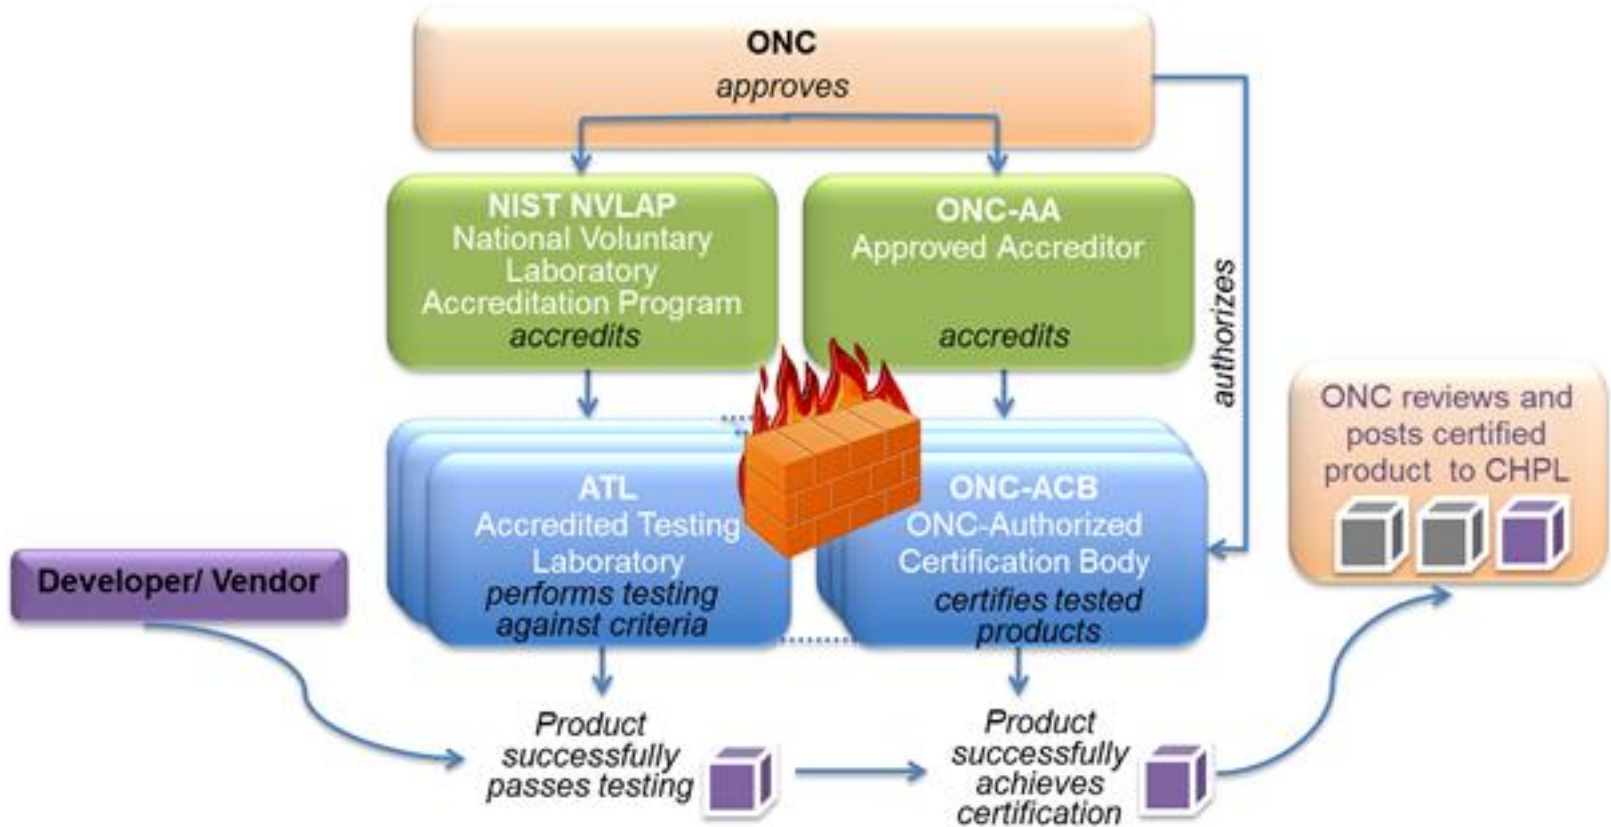 ONC
approves
NIST NVLAP
National Voluntary
Laboratory
Accreditation Program
accredits
ONC-AA
Approved Accreditor
accredits
authorizes
ATL
Accredited Testing
Laboratory
performs testing
against criteria
ONC-ACB
ONC-Authorized
Certification Body
certifies tested
products
ONC reviews and
posts certified
product to CHPL
Developer/ Vendor
Product
successfully
passes testing
Product
successfully
achieves
certification